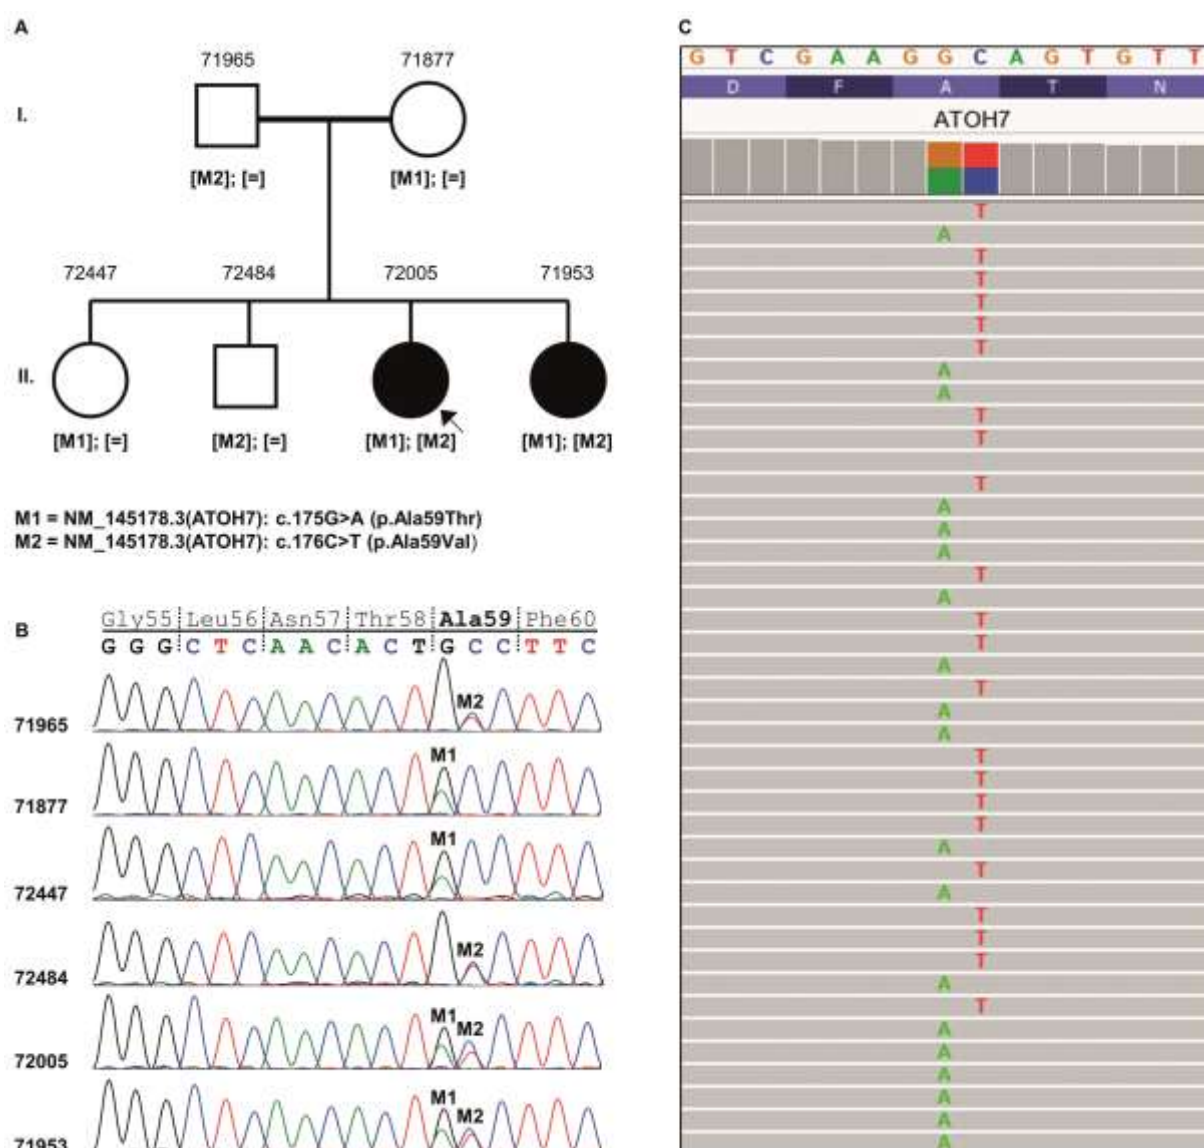 A
71965 71877
I.
[M2]; [=] [M1]; [=]
72447 72484 72005 71953
II.
[M1]; [=] [M2]; [=] [M1]; [M2] [M1]; [M2]
M1 = NM_145178.3(ATOH7): c.175G>A (p.Ala59Thr)
M2 = NM_145178.3(ATOH7): c.176C>T (p.Ala59Val)
B
Gly55 Leu56 Asn57 Thr58 Ala59 Phe60
G G G C T C A A C A C T G C C T T C
M2
71965
M1
71877
M1
72447
M2
72484
M1 M2
72005
M1 M2
71953
C
G T C G A A G G C A G T G T T
D F A T N
ATOH7
T
A
T
T
T
T
T
A
A
T
T
T
A
A
A
T
A
T
T
A
T
A
A
T
T
T
T
A
T
A
T
T
T
A
T
A
A
A
A
A
A